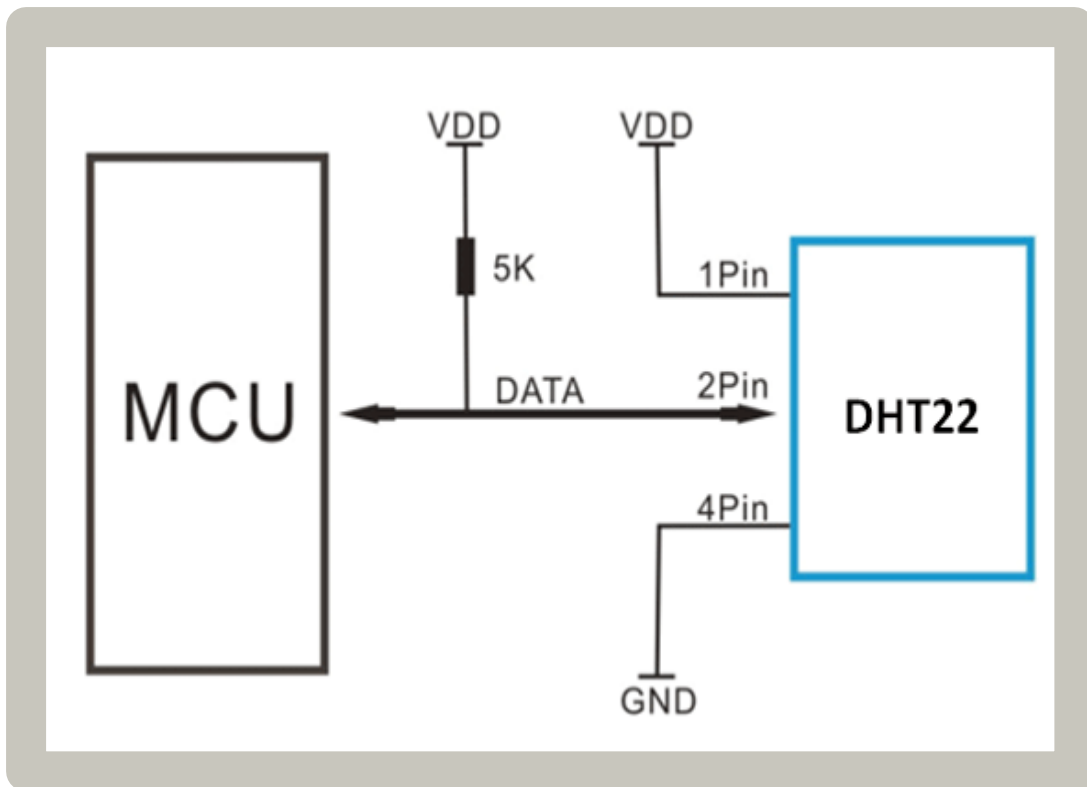 VDD
VDD
5K
1Pin
DATA
2Pin
MCU
DHT22
4Pin
GND